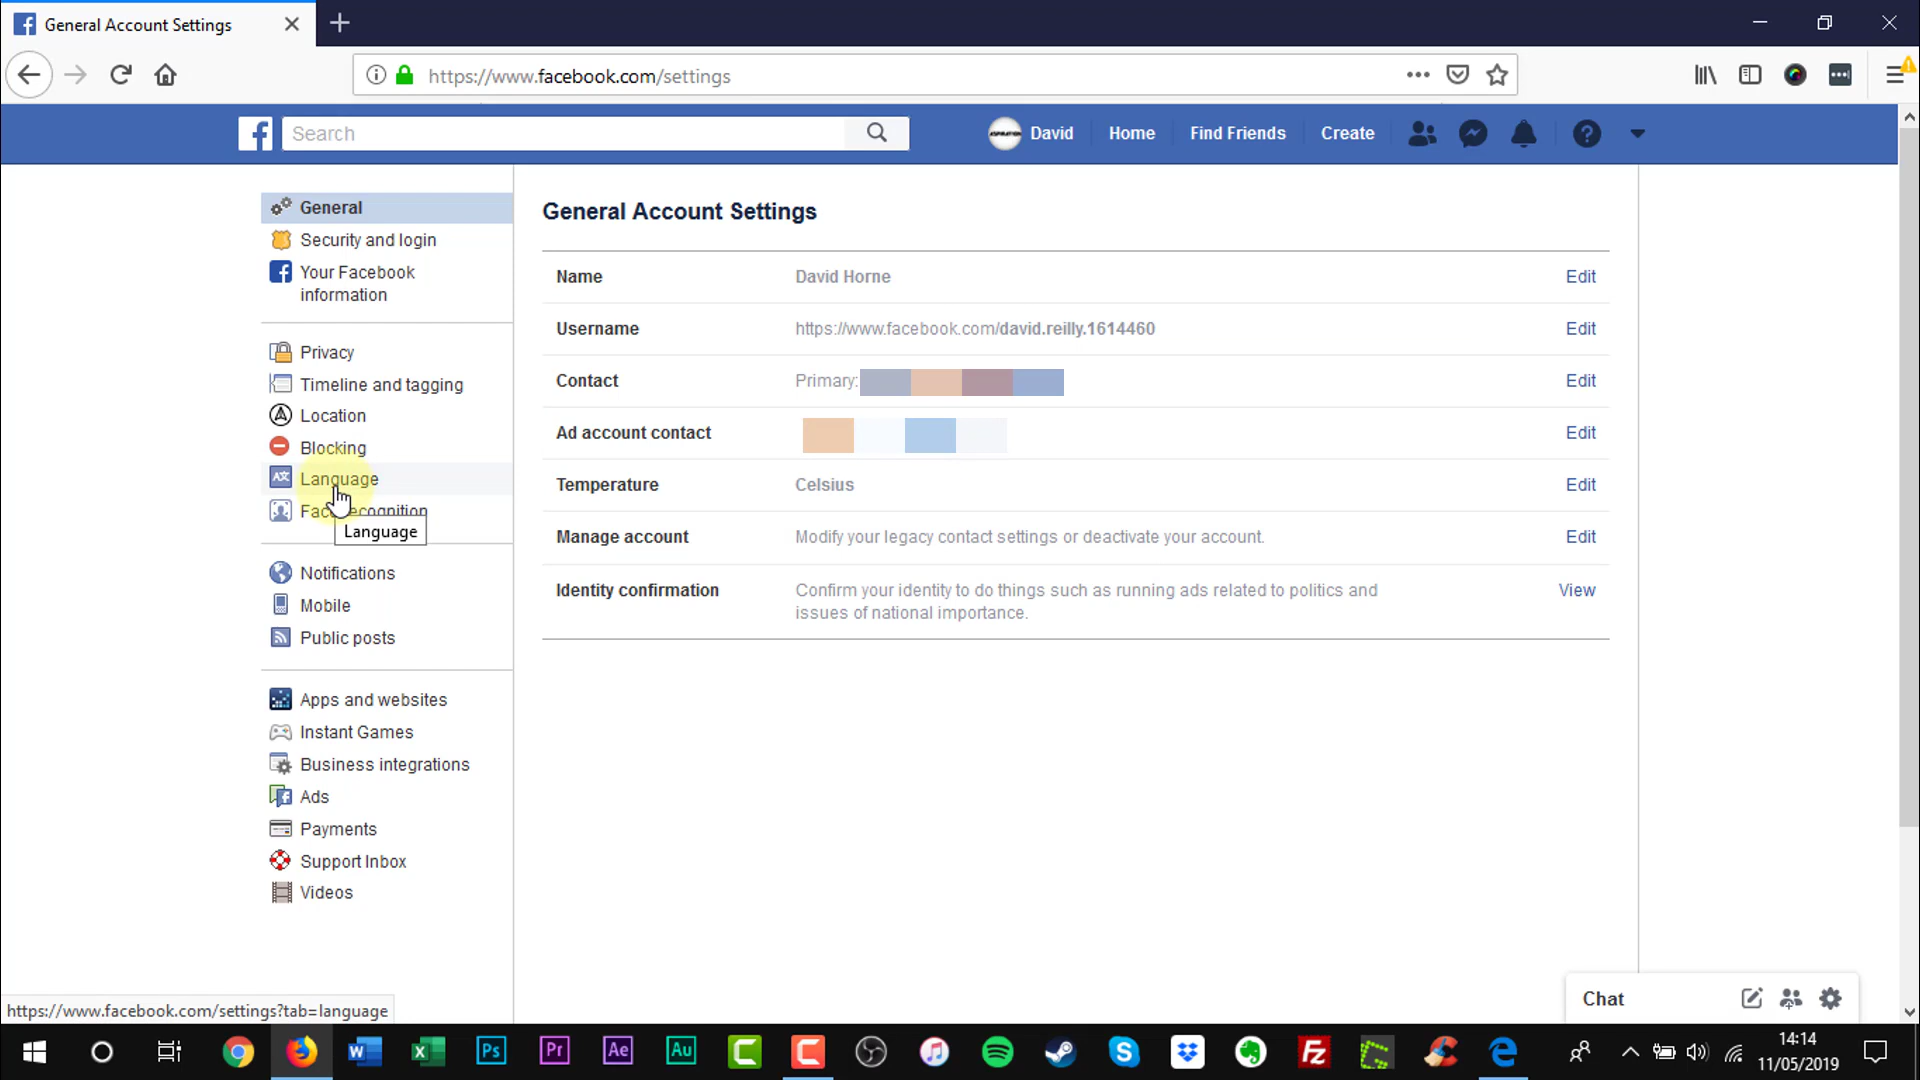 General Account Settings
https://www.facebook.com/settings
Search
David
Home
Find Friends
Create
General
Security and login
Your Facebook
information
Privacy
Timeline and tagging
Location
Blocking
Language
Face recognition
Language
Notifications
Mobile
Public posts
Apps and websites
Instant Games
Business integrations
Ads
Payments
Support Inbox
Videos
General Account Settings
Name David Horne Edit
Username https://www.facebook.com/david.reilly.1614460 Edit
Contact Primary: Edit
Ad account contact Edit
Temperature Celsius Edit
Manage account Modify your legacy contact settings or deactivate your account. Edit
Identity confirmation Confirm your identity to do things such as running ads related to politics and View
issues of national importance.
Chat
https://www.facebook.com/settings?tab=language
14:14
11/05/2019